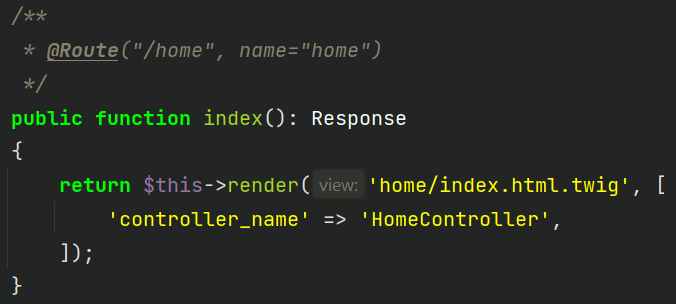 /**
 * @Route("/home", name="home")
 */
public function index(): Response
{
    return $this->render( view: 'home/index.html.twig', [
        'controller_name' => 'HomeController',
    ]);
}